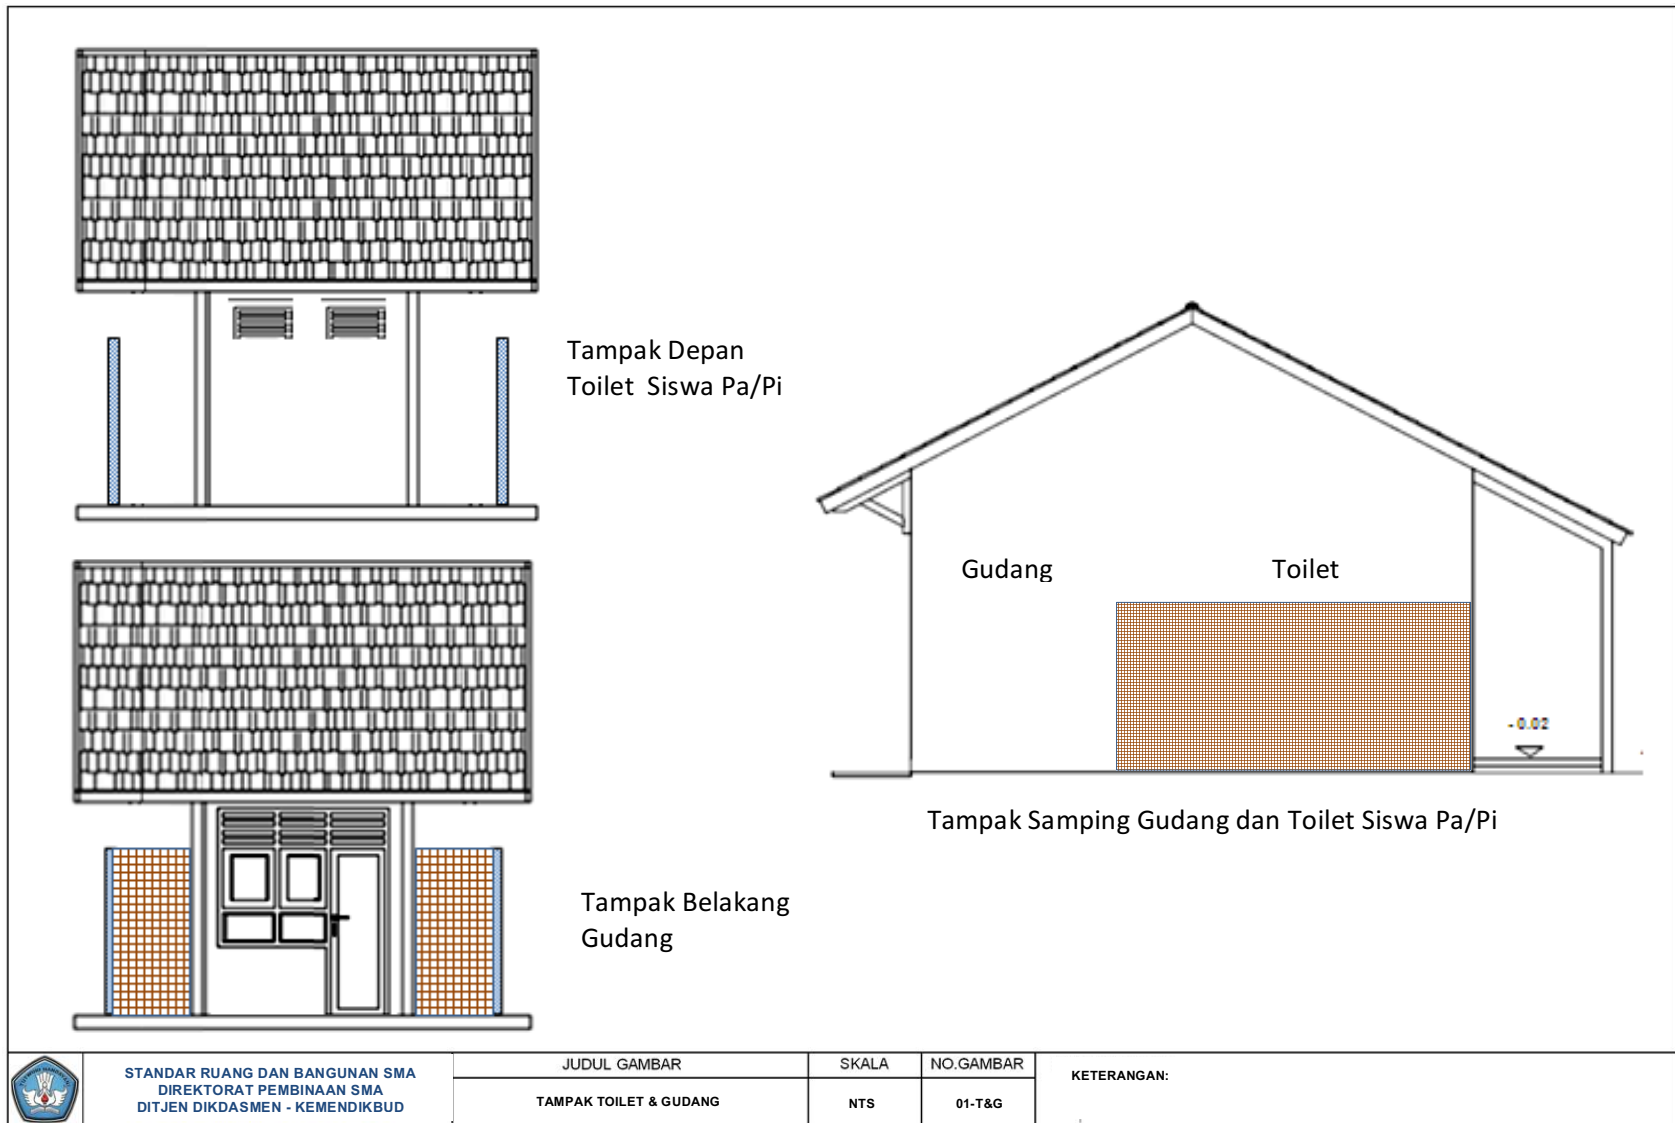 Tampak Depan
Toilet  Siswa Pa/Pi
Gudang
Toilet
- 0.02
Tampak Samping Gudang dan Toilet Siswa Pa/Pi
Tampak Belakang
Gudang
STANDAR RUANG DAN BANGUNAN SMA
DIREKTORAT PEMBINAAN SMA
DITJEN DIKDASMEN - KEMENDIKBUD
JUDUL GAMBAR
TAMPAK TOILET & GUDANG
SKALA
NTS
NO.GAMBAR
01-T&G
KETERANGAN: